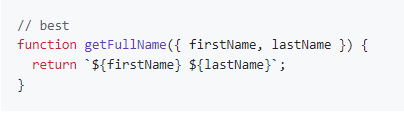 // best
function getFullName({ firstName, lastName }) {
  return `${firstName} ${lastName}`;
}